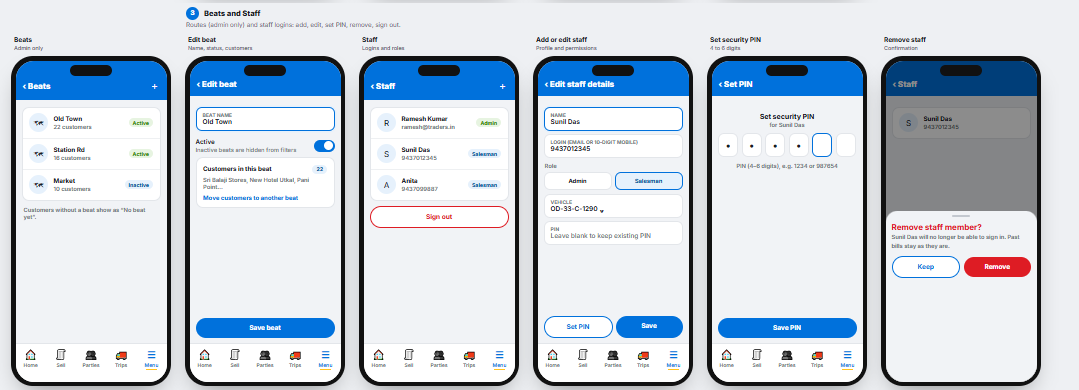 3 Beats and Staff
Routes (admin only) and staff logins: add, edit, set PIN, remove, sign out.
Beats
Admin only
‹ Beats +
Old Town
22 customers
Active
Station Rd
16 customers
Active
Market
10 customers
Inactive
Customers without a beat show as "No beat
yet".
Home Sell Parties Trips Menu
Edit beat
Name, status, customers
‹ Edit beat
BEAT NAME
Old Town
Active
Inactive beats are hidden from filters
Customers in this beat 22
Sri Balaji Stores, New Hotel Utkal, Pani
Point...
Move customers to another beat
Save beat
Home Sell Parties Trips Menu
Staff
Logins and roles
‹ Staff +
R
Ramesh Kumar
ramesh@traders.in
Admin
S
Sunil Das
9437012345
Salesman
A
Anita
9437099887
Salesman
Sign out
Home Sell Parties Trips Menu
Add or edit staff
Profile and permissions
‹ Edit staff details
NAME
Sunil Das
LOGIN (EMAIL OR 10-DIGIT MOBILE)
9437012345
Role
Admin Salesman
VEHICLE
OD-33-C-1290
PIN
Leave blank to keep existing PIN
Set PIN Save
Home Sell Parties Trips Menu
Set security PIN
4 to 6 digits
‹ Set PIN
Set security PIN
for Sunil Das
PIN (4-6 digits), e.g. 1234 or 987654
Save PIN
Home Sell Parties Trips Menu
Remove staff
Confirmation
‹ Staff
S
Sunil Das
9437012345
Remove staff member?
Sunil Das will no longer be able to sign in. Past
bills stay as they are.
Keep Remove